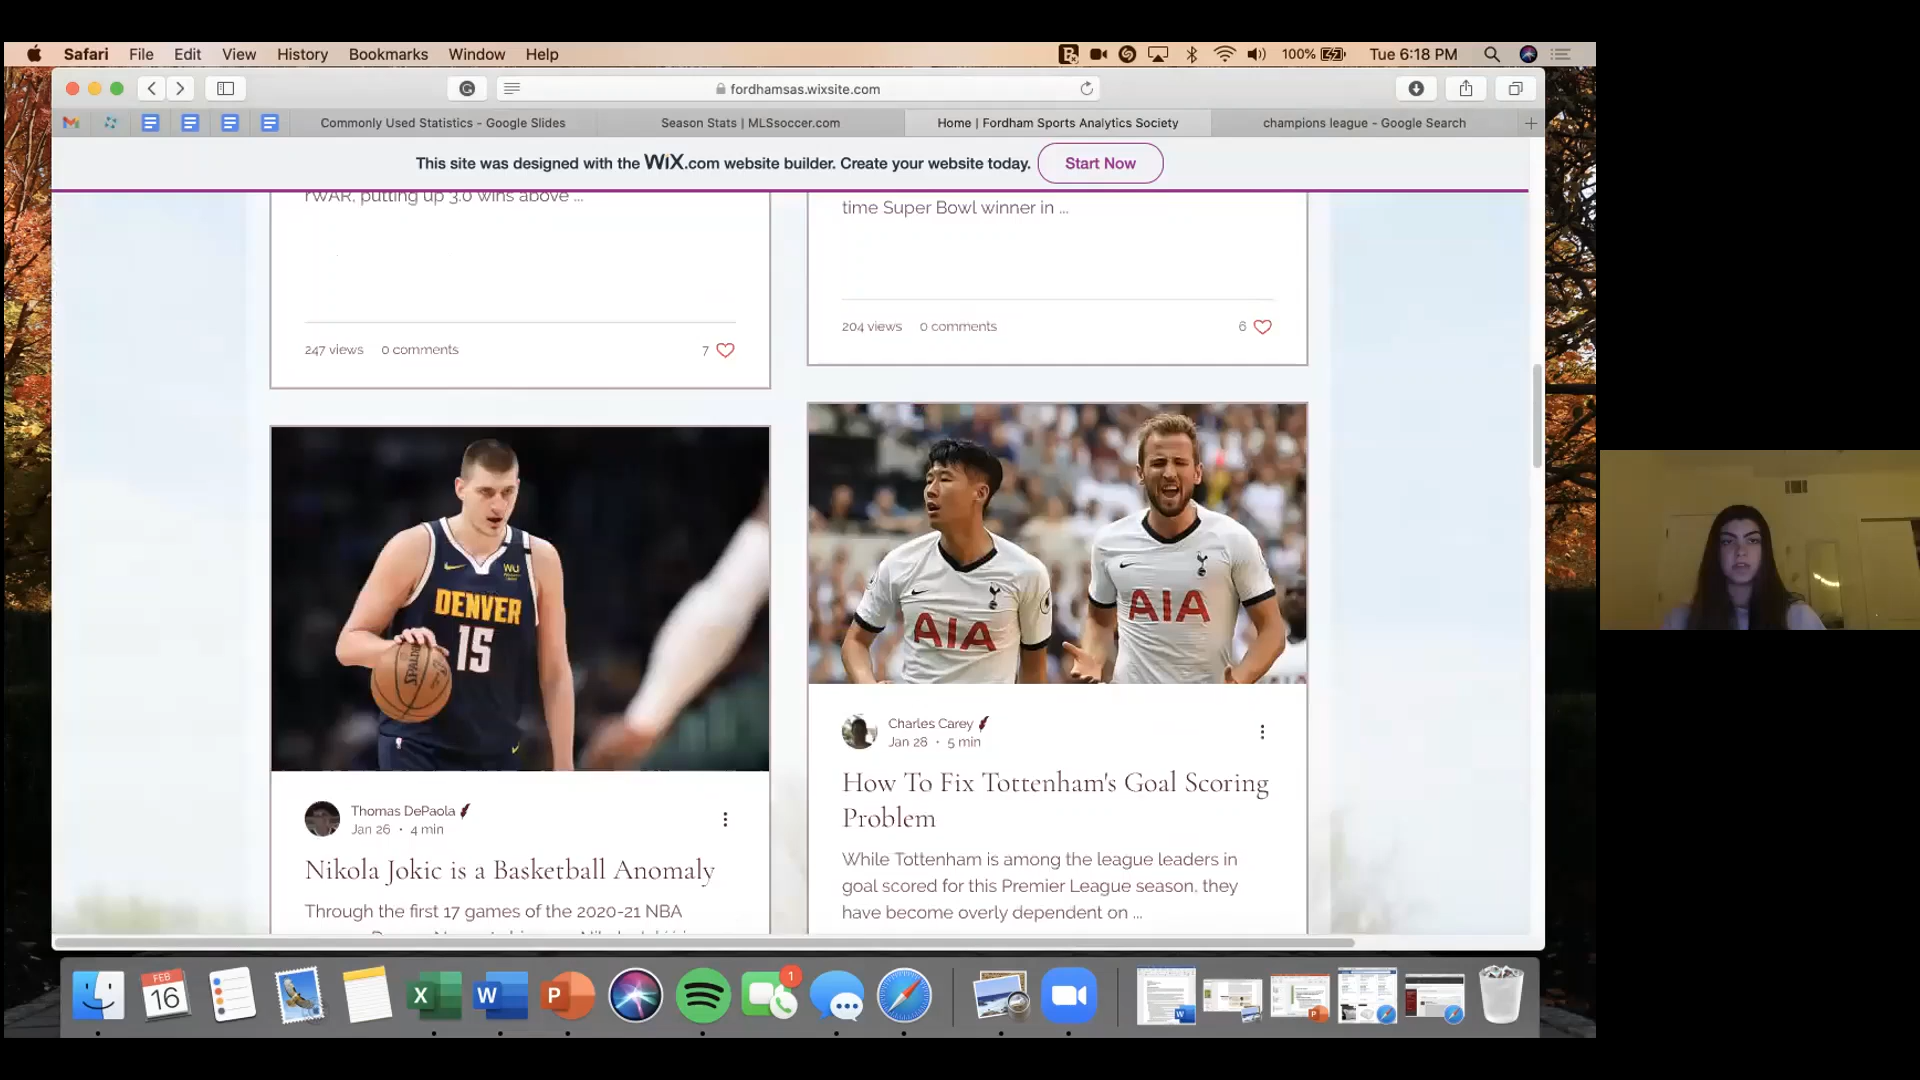 Safari File Edit View History Bookmarks Window Help
100% Tue 6:18 PM
fordhamsas.wixsite.com
Commonly Used Statistics - Google Slides
Season Stats | MLSsoccer.com
Home | Fordham Sports Analytics Society
champions league - Google Search
This site was designed with the WiX.com website builder. Create your website today. Start Now
rWAR, putting up 3.0 wins above ...
247 views 0 comments 7
time Super Bowl winner in ...
204 views 0 comments 6
SPALDING
WU
DENVER
15
Thomas DePaola
Jan 26 · 4 min
Nikola Jokic is a Basketball Anomaly
Through the first 17 games of the 2020-21 NBA
AIA
AIA
Charles Carey
Jan 28 · 5 min
How To Fix Tottenham's Goal Scoring
Problem
While Tottenham is among the league leaders in
goal scored for this Premier League season, they
have become overly dependent on ...
FEB
16
X
W
P
1